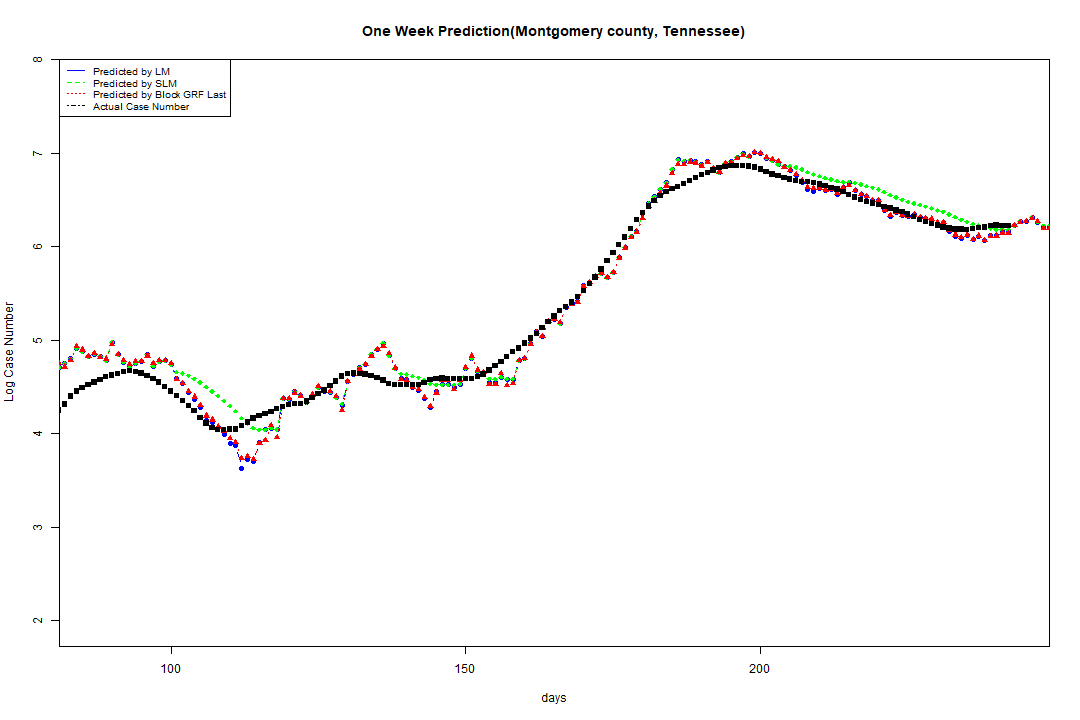 One Week Prediction(Montgomery county, Tennessee)
Predicted by LM
Predicted by SLM
Predicted by Block GRF Last
Actual Case Number
8
7
6
5
4
3
2
Log Case Number
100
150
200
days